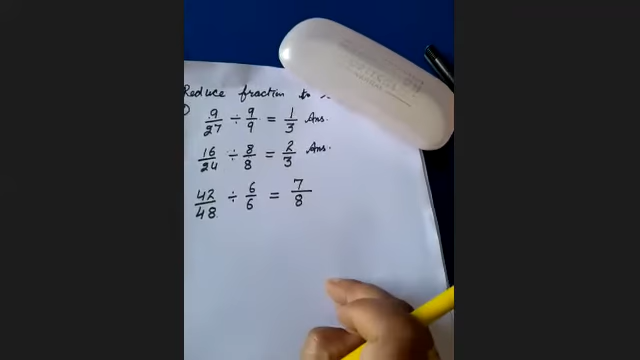 Reduce fraction to
9/27 ÷ 9/9 = 1/3 Ans.
16/24 ÷ 8/8 = 2/3 Ans.
42/48 ÷ 6/6 = 7/8